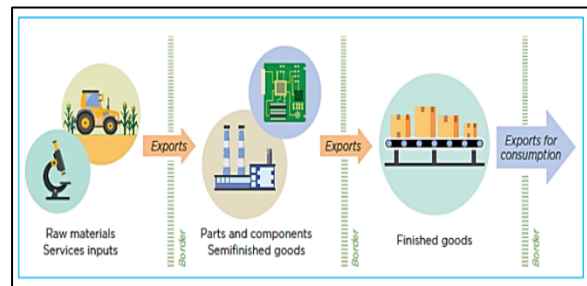 Exports
Exports
Exports for
consumption
Raw materials
Services inputs
Parts and components
Semifinished goods
Finished goods
Border
Border
Border